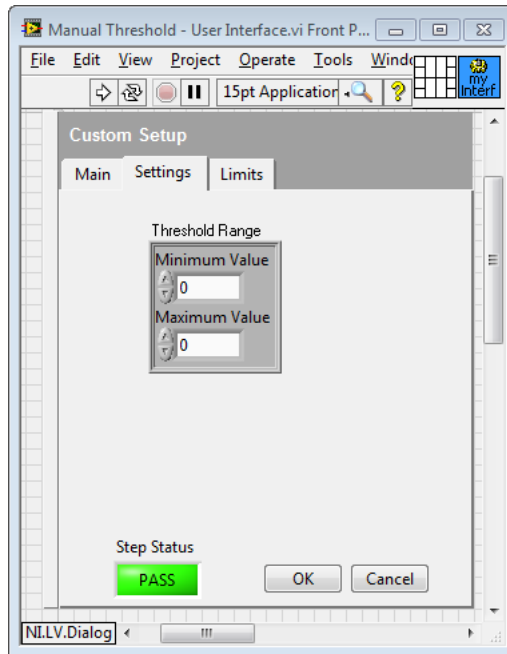 Manual Threshold - User Interface.vi Front P...
File Edit View Project Operate Tools Windo
15pt Application
my
Interf
Custom Setup
Main Settings Limits
Threshold Range
Minimum Value
0
Maximum Value
0
Step Status
PASS OK Cancel
NI.LV.Dialog